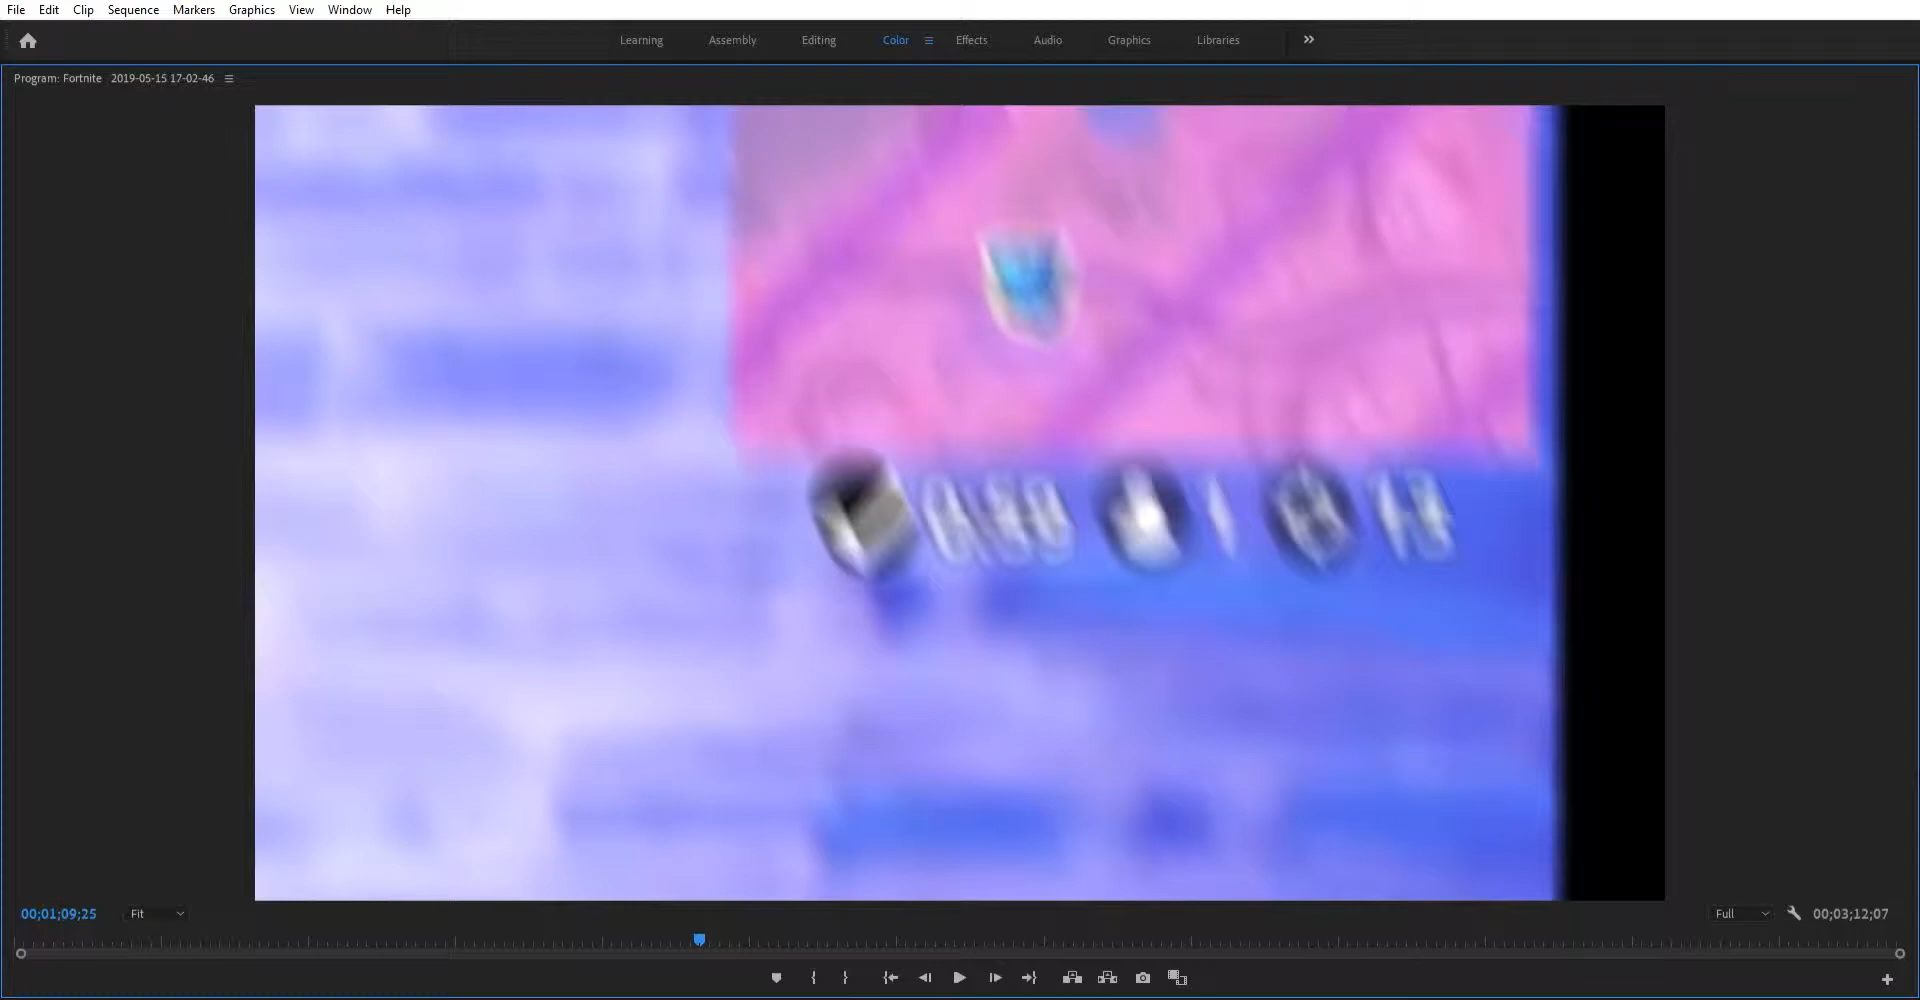 File Edit Clip Sequence Markers Graphics View Window Help
Learning Assembly Editing Color Effects Audio Graphics Libraries
Program: Fortnite 2019-05-15 17-02-46
00;01;09;25 Fit Full 00;03;12;07